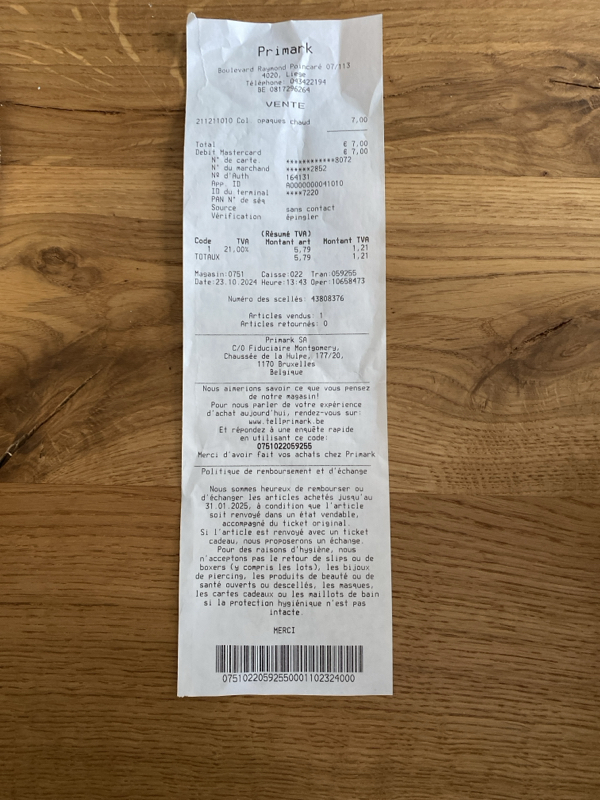 Primark
Boulevard Raymond Poincaré 07/113
4020, Liege
Téléphone: 043422194
BE 0817296264
VENTE
211211010 Col opaques chaud 7,00
Total € 7,00
Debit Mastercard € 7,00
N° de carte ************8072
N° du marchand ******2852
Nº d'Auth 164131
App. ID A0000000041010
ID du terminal ****7220
PAN N° de séq
Source sans contact
Vérification épingler
(Résumé TVA)
Code TVA Montant art Montant TVA
1 21,00% 5,79 1,21
TOTAUX 5,79 1,21
Magasin:0751 Caisse:022 Tran:059255
Date:23.10.2024 Heure:13:43 Oper:10658473
Numéro des scellés: 43808376
Articles vendus: 1
Articles retournés: 0
Primark SA
C/O Fiduciaire Montgomery,
Chaussée de la Hulpe, 177/20,
1170 Bruxelles
Belgique
Nous aimerions savoir ce que vous pensez
de notre magasin!
Pour nous parler de votre expérience
d'achat aujourd'hui, rendez-vous sur:
www.tellprimark.be
Et répondez à une enquête rapide
en utilisant ce code:
0751022059255
Merci d'avoir fait vos achats chez Primark
Politique de remboursement et d'échange
Nous sommes heureux de rembourser ou
d'échanger les articles achetés jusqu'au
31.01.2025, à condition que l'article
soit renvoyé dans un état vendable,
accompagné du ticket original.
Si l'article est renvoyé avec un ticket
cadeau, nous proposerons un échange.
Pour des raisons d'hygiène, nous
n'acceptons pas le retour de slips ou de
boxers (y compris les lots), les bijoux
de piercing, les produits de beauté ou de
santé ouverts ou descellés, les masques,
les cartes cadeaux ou les maillots de bain
si la protection hygiénique n'est pas
intacte.
MERCI
07510220592550001102324000